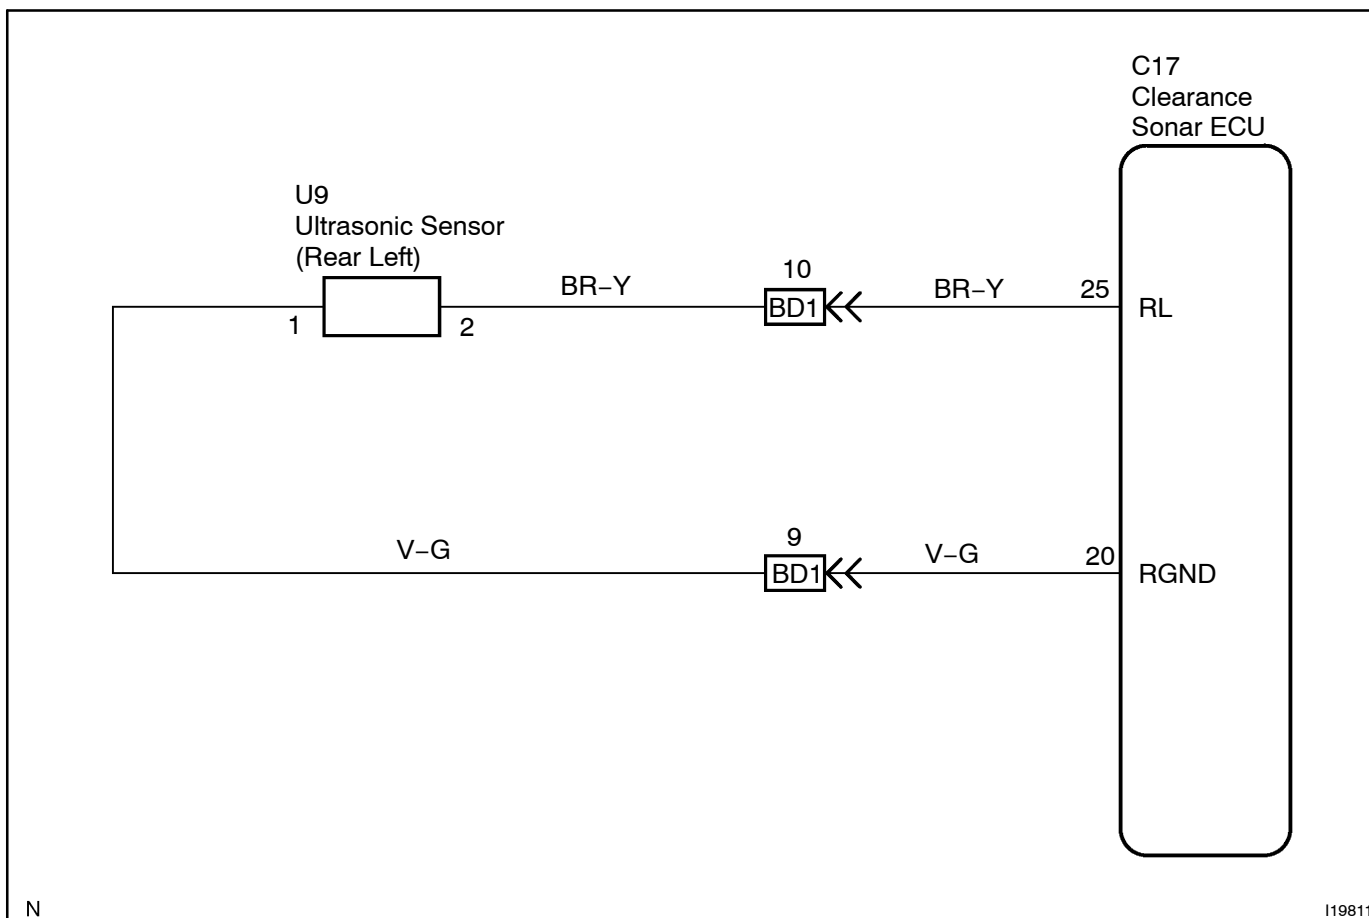 C17
Clearance
Sonar ECU
U9
Ultrasonic Sensor
(Rear Left)
1
2
BR−Y
10
BD1
BR−Y
25
RL
V−G
9
BD1
V−G
20
RGND
N
I19811